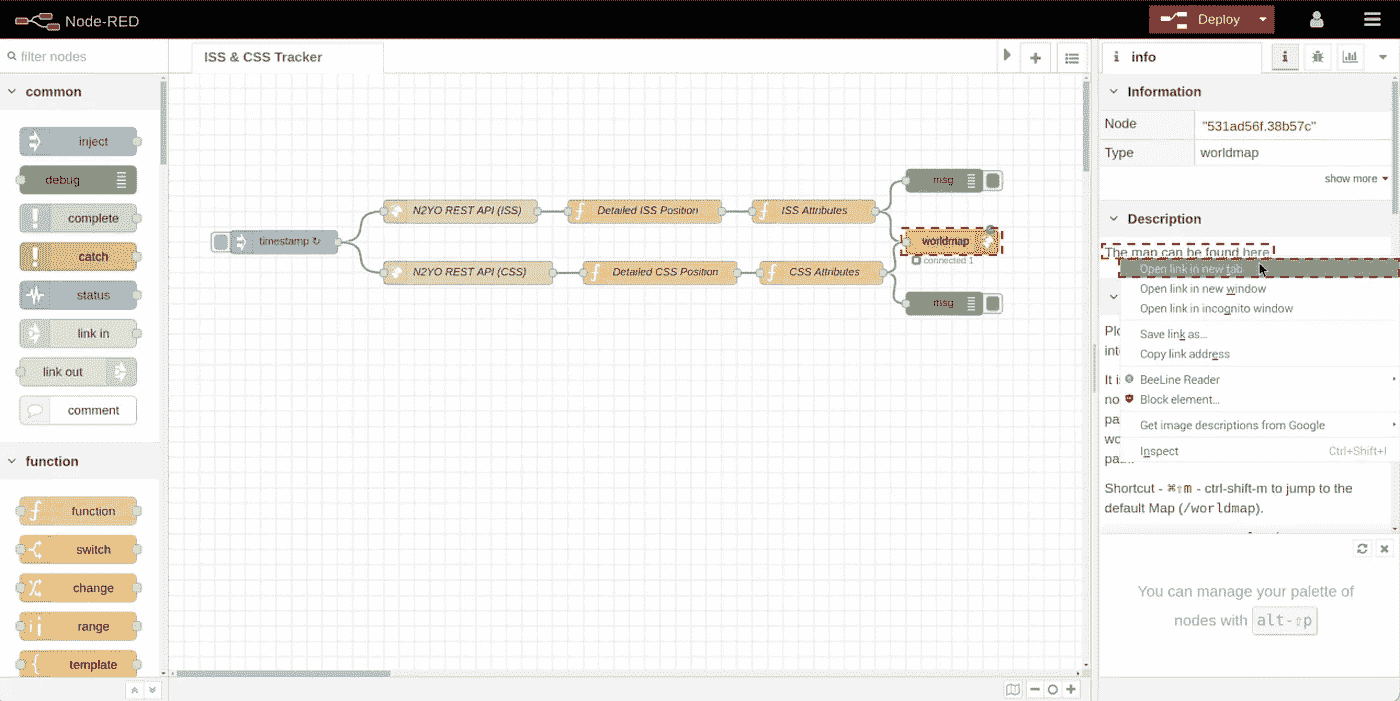 Node-RED
Deploy
filter nodes
ISS & CSS Tracker
info
common
inject
debug
complete
catch
status
link in
link out
comment
function
function
switch
change
range
template
timestamp ↻
N2YO REST API (ISS)
Detailed ISS Position
ISS Attributes
N2YO REST API (CSS)
Detailed CSS Position
CSS Attributes
msg
worldmap
connected 1
msg
Information
Node "531ad56f.38b57c"
Type worldmap
show more
Description
The map can be found here
Open link in new tab
Open link in new window
Open link in incognito window
Save link as...
Copy link address
BeeLine Reader
Block element...
Get image descriptions from Google
Inspect Ctrl+Shift+I
It is
Shortcut - ⌘⇧m - ctrl-shift-m to jump to the
default Map (/worldmap).
You can manage your palette of
nodes with alt-⇧p